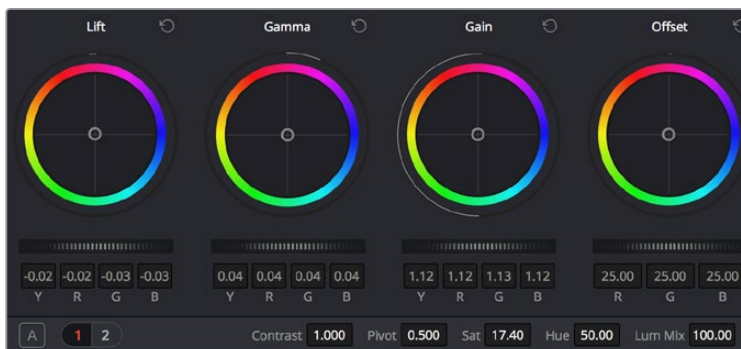 Lift Gamma Gain Offset
-0.02 -0.02 -0.03 -0.03 0.04 0.04 0.04 0.04 1.12 1.12 1.13 1.12 25.00 25.00 25.00
Y R G B Y R G B Y R G B R G B
A 1 2 Contrast 1.000 Pivot 0.500 Sat 17.40 Hue 50.00 Lum Mix 100.00